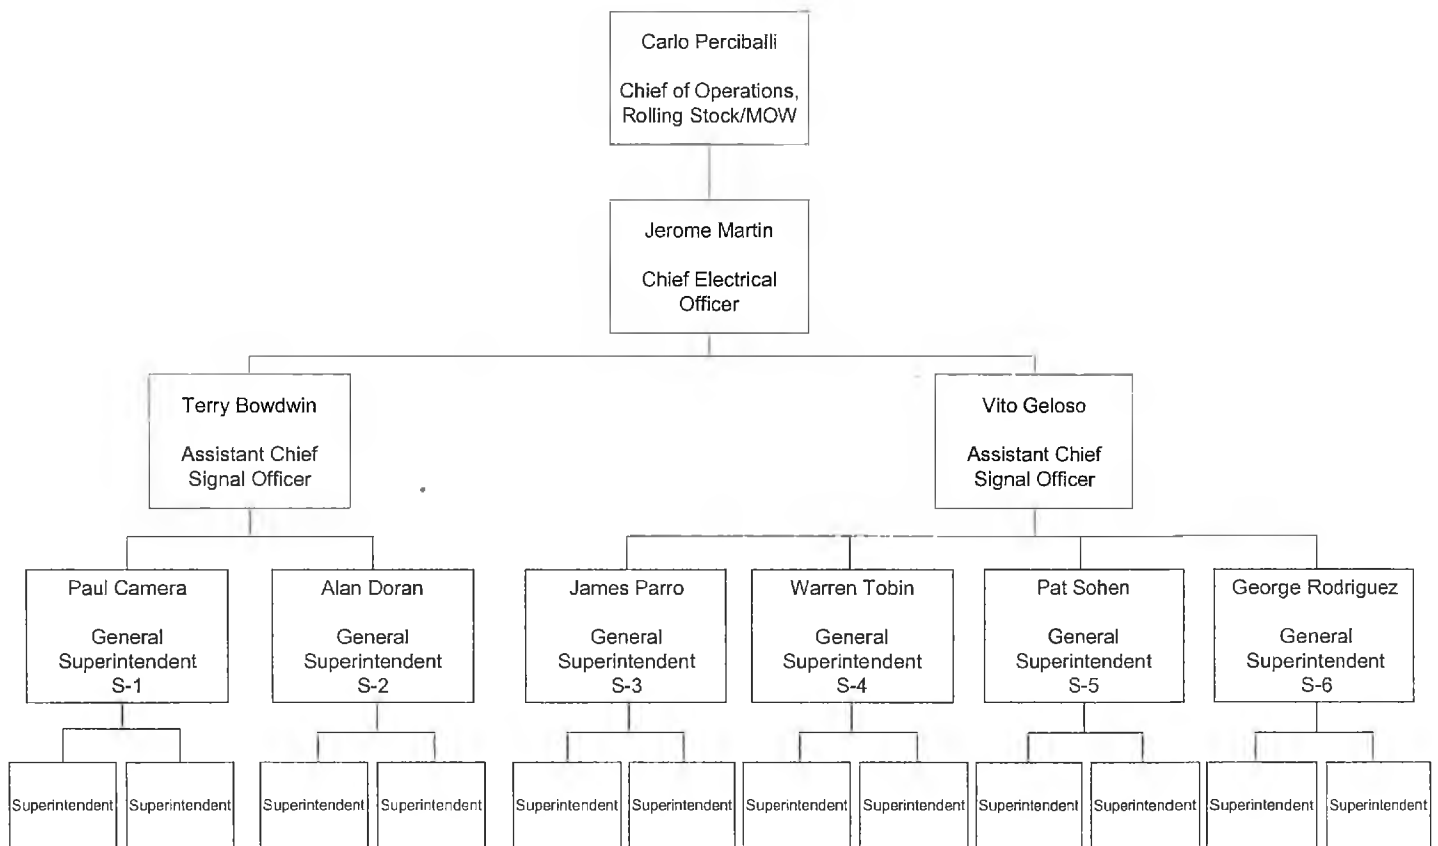 Carlo Perciballi
Chief of Operations,
Rolling Stock/MOW
Jerome Martin
Chief Electrical
Officer
Terry Bowdwin
Assistant Chief
Signal Officer
Vito Geloso
Assistant Chief
Signal Officer
Paul Camera
General
Superintendent
S-1
Alan Doran
General
Superintendent
S-2
James Parro
General
Superintendent
S-3
Warren Tobin
General
Superintendent
S-4
Pat Sohen
General
Superintendent
S-5
George Rodriguez
General
Superintendent
S-6
Superintendent
Superintendent
Superintendent
Superintendent
Superintendent
Superintendent
Superintendent
Superintendent
Superintendent
Superintendent
Superintendent
Superintendent